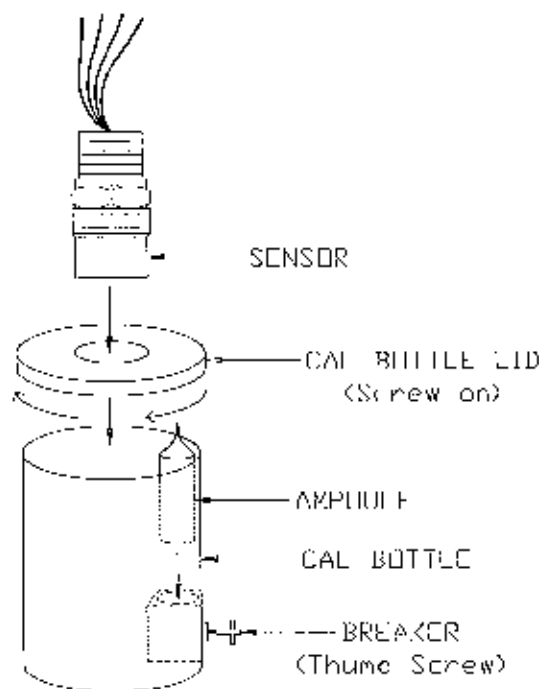 SENSOR
CAL BOTTLE LID
(Screw on)
AMPOULE
CAL BOTTLE
BREAKER
(Thumb Screw)